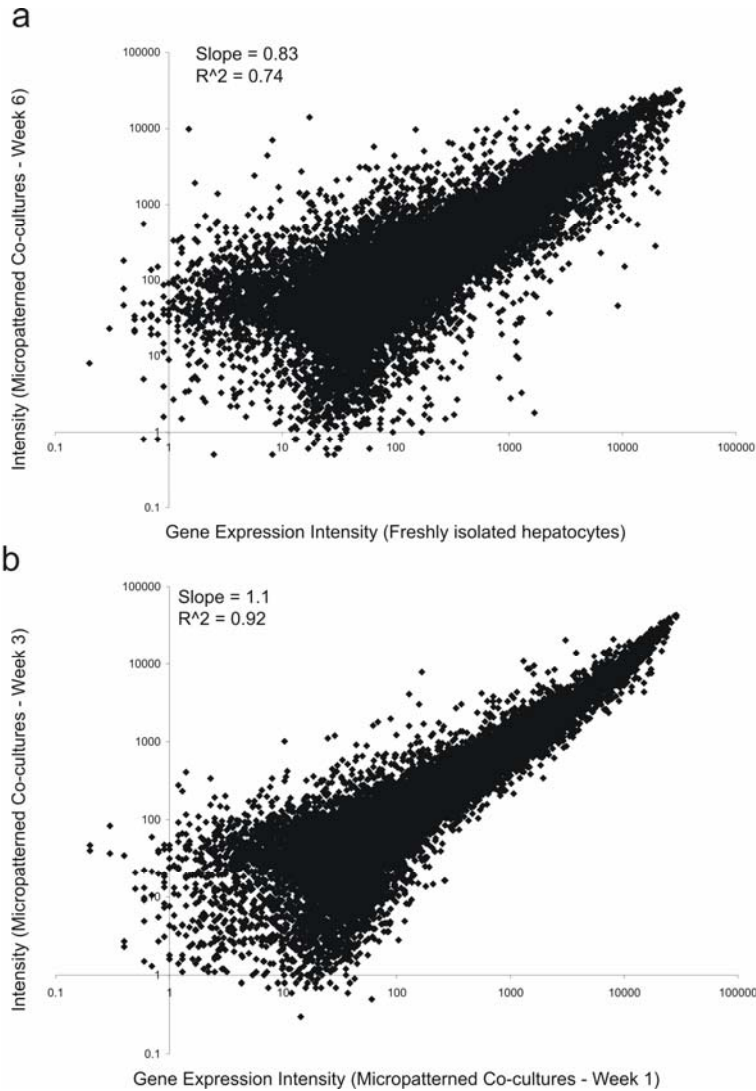 a
Slope = 0.83
R^2 = 0.74
100000
10000
1000
100
10
1
0.1
0.1 1 10 100 1000 10000 100000
Intensity (Micropatterned Co-cultures - Week 6)
Gene Expression Intensity (Freshly isolated hepatocytes)
b
Slope = 1.1
R^2 = 0.92
100000
10000
1000
100
10
1
0.1
0.1 1 10 100 1000 10000 100000
Intensity (Micropatterned Co-cultures - Week 3)
Gene Expression Intensity (Micropatterned Co-cultures - Week 1)